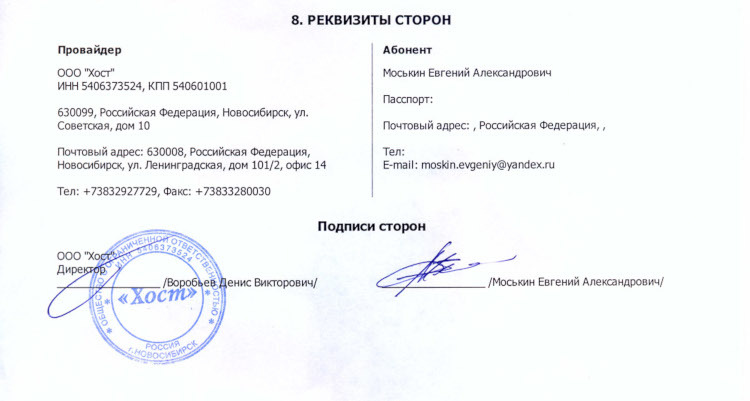 8. РЕКВИЗИТЫ СТОРОН
Провайдер
ООО "Хост"
ИНН 5406373524, КПП 540601001
630099, Российская Федерация, Новосибирск, ул.
Советская, дом 10
Почтовый адрес: 630008, Российская Федерация,
Новосибирск, ул. Ленинградская, дом 101/2, офис 14
Тел: +73832927729, Факс: +73833280030
Абонент
Моськин Евгений Александрович
Паспорт:
Почтовый адрес: , Российская Федерация, ,
Тел:
E-mail: moskin.evgeniy@yandex.ru
Подписи сторон
ООО "Хост"
Директор
/Воробьев Денис Викторович/
/Моськин Евгений Александрович/
ОБЩЕСТВО С ОГРАНИЧЕННОЙ ОТВЕТСТВЕННОСТЬЮ
ИНН 5406373524
«Хост»
РОССИЯ
г.НОВОСИБИРСК